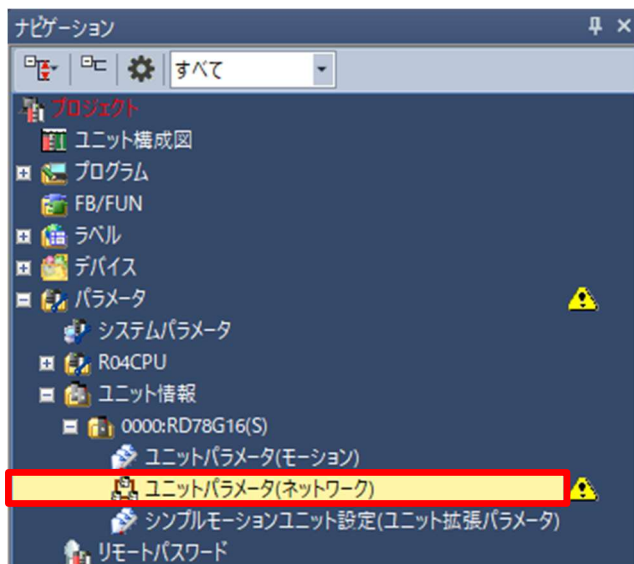 ナビゲーション
すべて
プロジェクト
ユニット構成図
プログラム
FB/FUN
ラベル
デバイス
パラメータ
システムパラメータ
R04CPU
ユニット情報
0000:RD78G16(S)
ユニットパラメータ(モーション)
ユニットパラメータ(ネットワーク)
シンプルモーションユニット設定(ユニット拡張パラメータ)
リモートパスワード